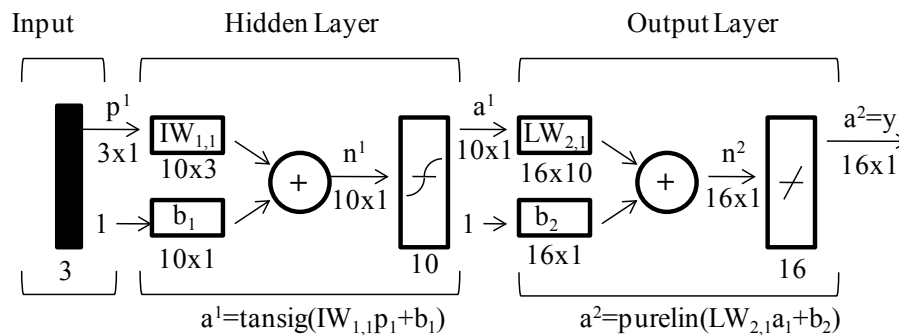 Input Hidden Layer Output Layer
p¹ a¹ a²=y
IW₁,₁ LW₂,₁
3x1 10x3 n¹ 10x1 16x10 n² 16x1
+ 10x1 + 16x1
1 b₁ 1 b₂
3 10x1 10 16x1 16
a¹=tansig(IW₁,₁p₁+b₁) a²=purelin(LW₂,₁a₁+b₂)